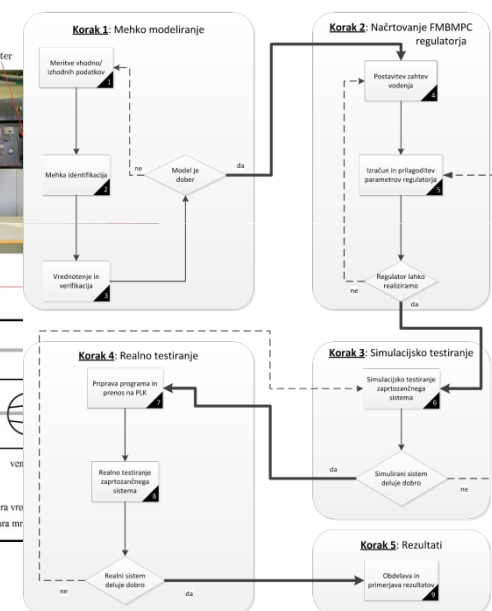 Korak 1: Mehko modeliranje
Meritve vhodno/
izhodnih podatkov
1
Mehka identifikacija
2
Vrednotenje in
verifikacija
3
Model je
dober
ne
da
Korak 2: Načrtovanje FMBMPC
regulatorja
Postavitev zahtev
vodenja
4
Izračun in prilagoditev
parametrov regulatorja
5
Regulator lahko
realiziramo
ne
da
Korak 3: Simulacijsko testiranje
Simulacijsko testiranje
zaprtozančnega
sistema
6
Simulirani sistem
deluje dobro
da
ne
Korak 4: Realno testiranje
Priprava programa in
prenos na PLK
7
Realno testiranje
zaprtozančnega
sistema
8
Realni sistem
deluje dobro
ne
da
Korak 5: Rezultati
Obdelava in
primerjava rezultatov
9